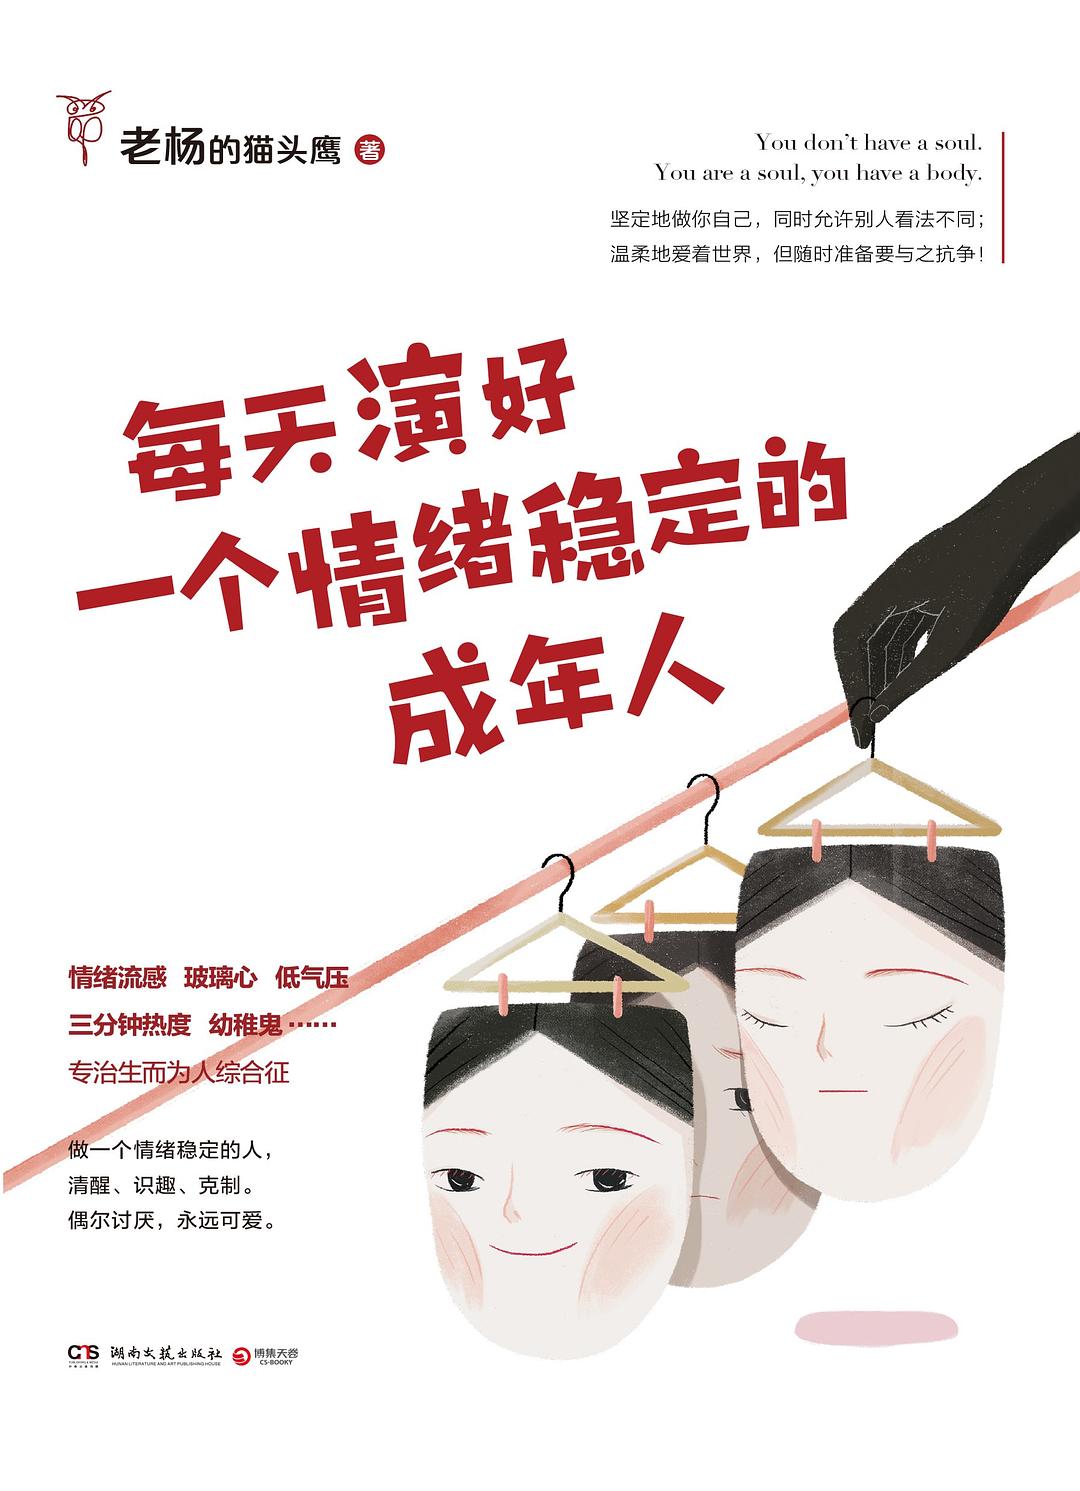 老杨的猫头鹰 著
You don't have a soul.
You are a soul, you have a body.
坚定地做你自己，同时允许别人看法不同；
温柔地爱着世界，但随时准备要与之抗争！
每天演好
一个情绪稳定的
成年人
情绪流感 玻璃心 低气压
三分钟热度 幼稚鬼……
专治生而为人综合征
做一个情绪稳定的人，
清醒、识趣、克制。
偶尔讨厌，永远可爱。
湖南文艺出版社
HUNAN LITERATURE AND ART PUBLISHING HOUSE
博集天卷
CS-BOOKY